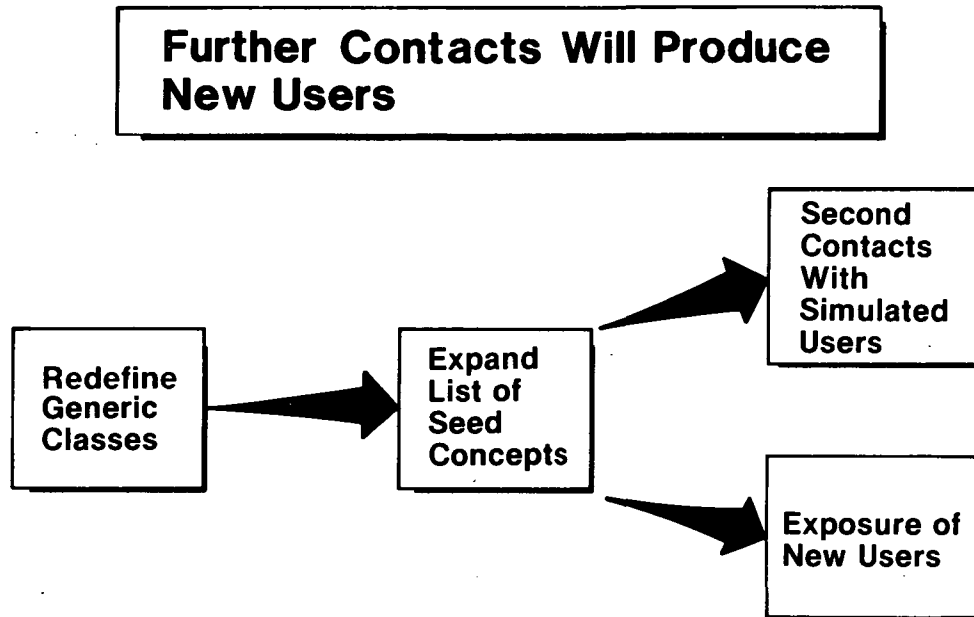 Further Contacts Will Produce
New Users
Redefine
Generic
Classes
Expand
List of
Seed
Concepts
Second
Contacts
With
Simulated
Users
Exposure of
New Users